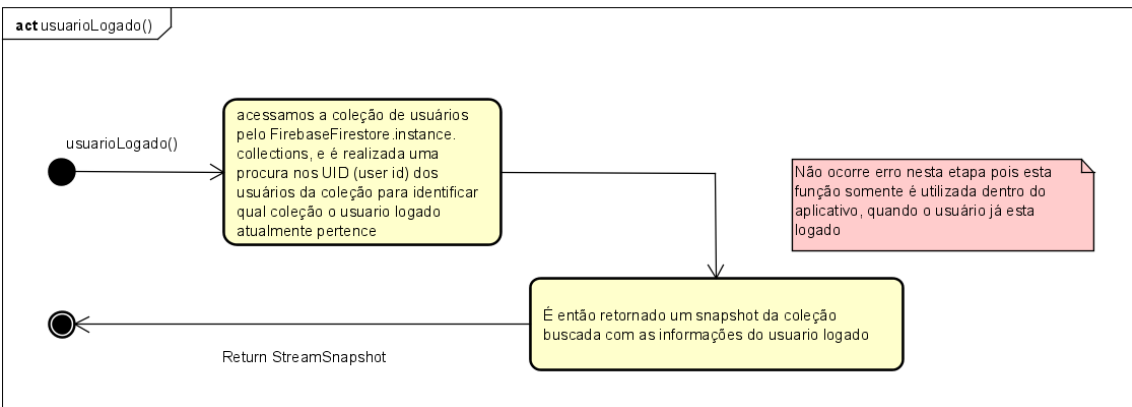 act usuarioLogado()
usuarioLogado()
acessamos a coleção de usuários
pelo FirebaseFirestore.instance.
collections, e é realizada uma
procura nos UID (user id) dos
usuários da coleção para identificar
qual coleção o usuario logado
atualmente pertence
Não ocorre erro nesta etapa pois esta
função somente é utilizada dentro do
aplicativo, quando o usuário já esta
logado
É então retornado um snapshot da coleção
buscada com as informações do usuario logado
Return StreamSnapshot